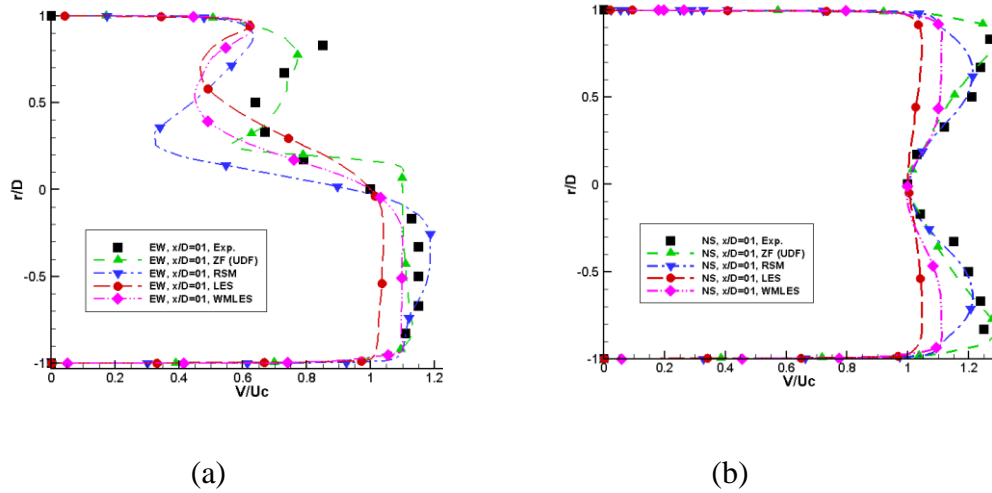 1
0.5
0
-0.5
-1
r/D
0
0.2
0.4
0.6
0.8
1
1.2
V/Uc
EW, x/D=01, Exp.
EW, x/D=01, ZF (UDF)
EW, x/D=01, RSM
EW, x/D=01, LES
EW, x/D=01, WMLES
(a)
1
0.5
0
-0.5
-1
r/D
0
0.2
0.4
0.6
0.8
1
1.2
V/Uc
NS, x/D=01, Exp.
NS, x/D=01, ZF (UDF)
NS, x/D=01, RSM
NS, x/D=01, LES
NS, x/D=01, WMLES
(b)